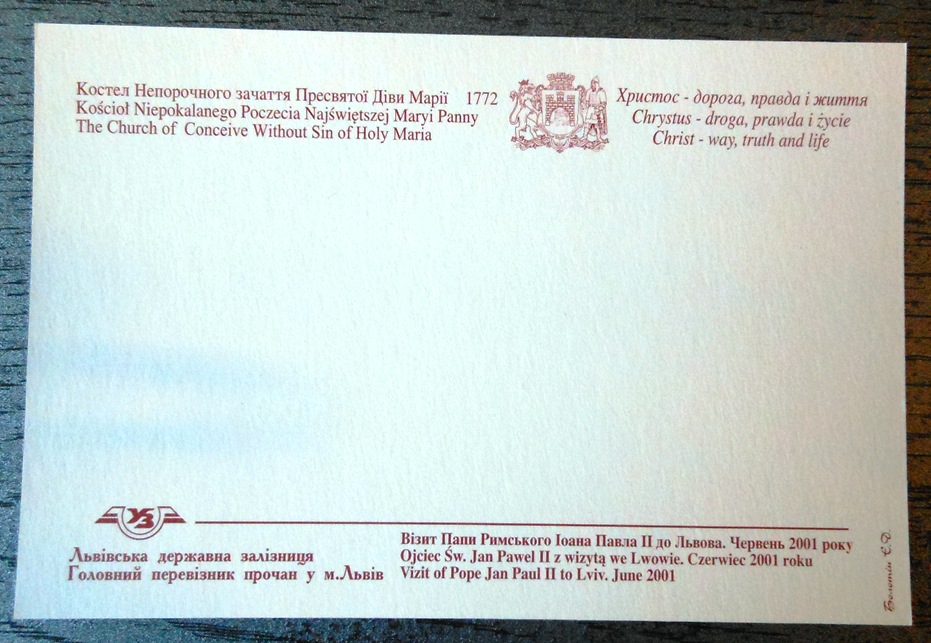 Костел Непорочного зачаття Пресвятої Діви Марії 1772
Kościoł Niepokalanego Poczecia Najświętszej Maryi Panny
The Church of Conceive Without Sin of Holy Maria
Христос - дорога, правда і життя
Chrystus - droga, prawda i życie
Christ - way, truth and life
УЗ
Львівська державна залізниця
Головний перевізник прочан у м.Львів
Візит Папи Римського Іоана Павла II до Львова. Червень 2001 року
Ojciec Św. Jan Paweł II z wizytą we Lwowie. Czerwiec 2001 roku
Vizit of Pope Jan Paul II to Lviv. June 2001